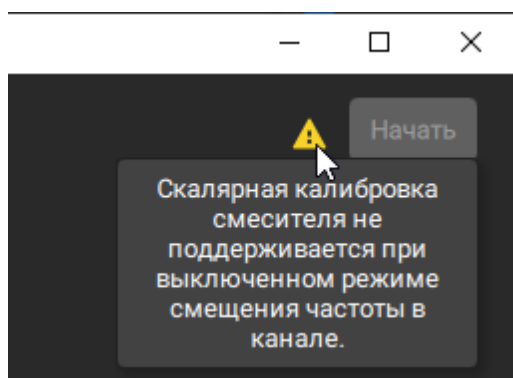 Начать
Скалярная калибровка
смесителя не
поддерживается при
выключенном режиме
смещения частоты в
канале.